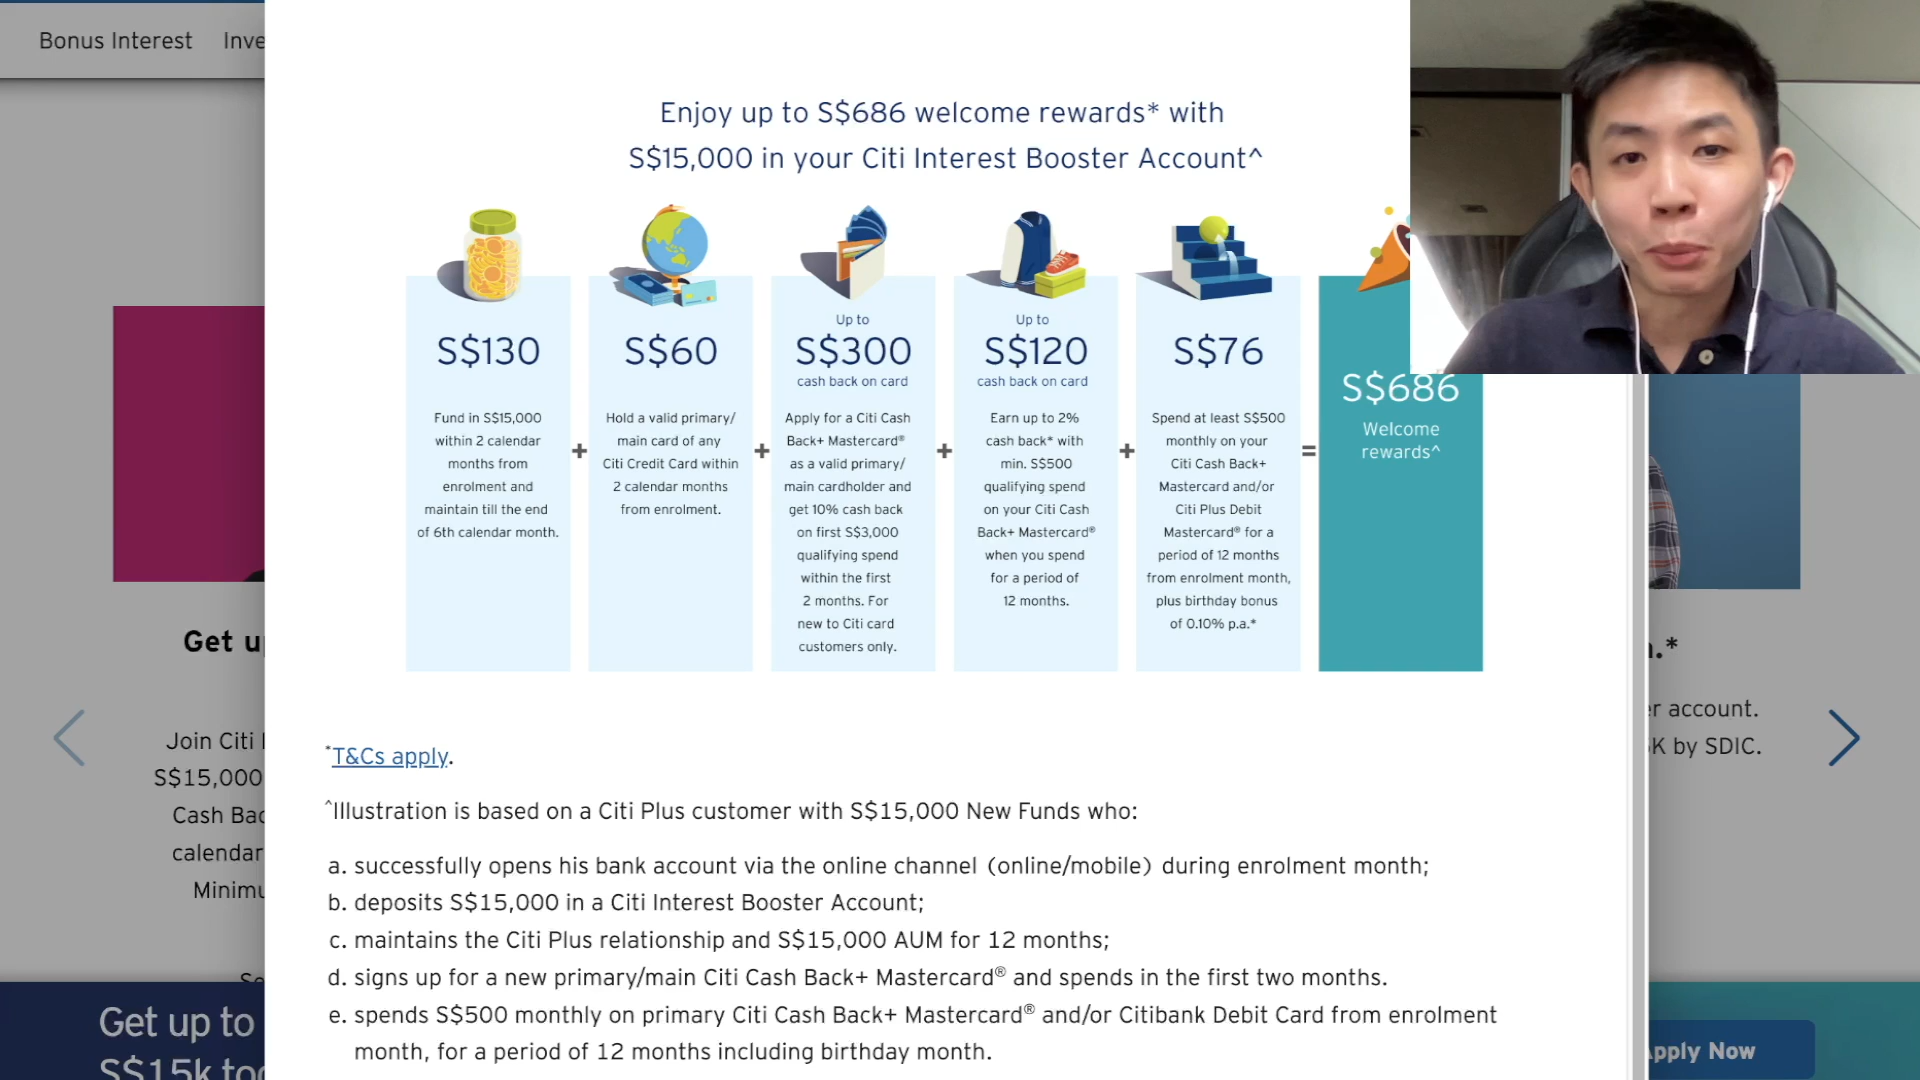 Bonus Interest Inve
Enjoy up to S$686 welcome rewards* with
S$15,000 in your Citi Interest Booster Account^
S$130
Fund in S$15,000
within 2 calendar
months from
enrolment and
maintain till the end
of 6th calendar month.
+
S$60
Hold a valid primary/
main card of any
Citi Credit Card within
2 calendar months
from enrolment.
+
Up to
S$300
cash back on card
Apply for a Citi Cash
Back+ Mastercard®
as a valid primary/
main cardholder and
get 10% cash back
on first S$3,000
qualifying spend
within the first
2 months. For
new to Citi card
customers only.
+
Up to
S$120
cash back on card
Earn up to 2%
cash back* with
min. S$500
qualifying spend
on your Citi Cash
Back+ Mastercard®
when you spend
for a period of
12 months.
+
S$76
Spend at least S$500
monthly on your
Citi Cash Back+
Mastercard and/or
Citi Plus Debit
Mastercard® for a
period of 12 months
from enrolment month,
plus birthday bonus
of 0.10% p.a.*
=
S$686
Welcome
rewards^
*T&Cs apply.
^Illustration is based on a Citi Plus customer with S$15,000 New Funds who:
a. successfully opens his bank account via the online channel (online/mobile) during enrolment month;
b. deposits S$15,000 in a Citi Interest Booster Account;
c. maintains the Citi Plus relationship and S$15,000 AUM for 12 months;
d. signs up for a new primary/main Citi Cash Back+ Mastercard® and spends in the first two months.
e. spends S$500 monthly on primary Citi Cash Back+ Mastercard® and/or Citibank Debit Card from enrolment
month, for a period of 12 months including birthday month.
Get u
Join Citi
S$15,000
Cash Bac
calendar
Minimu
.*
r account.
K by SDIC.
Get up to
S$15k to
Apply Now